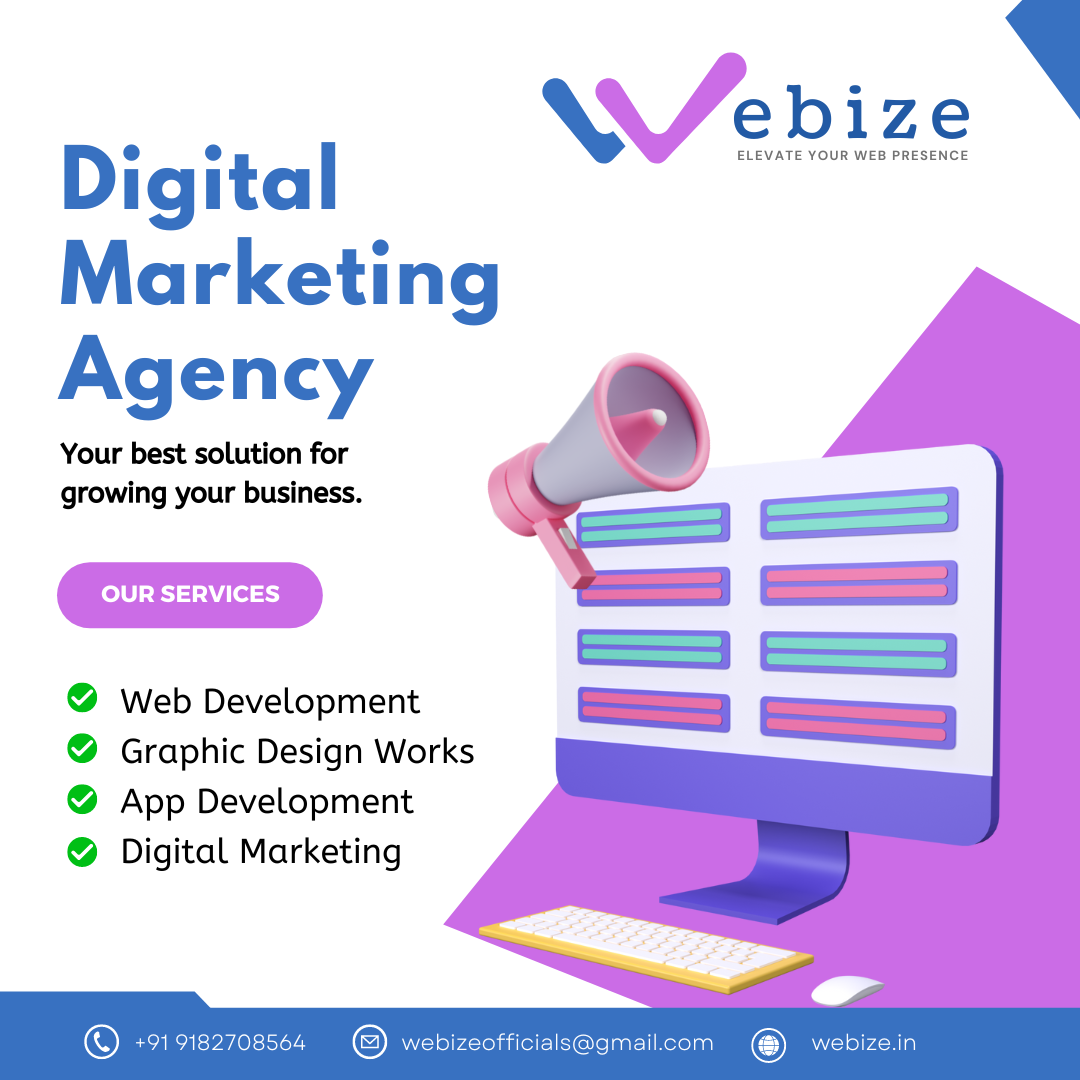 Webize
ELEVATE YOUR WEB PRESENCE
Digital
Marketing
Agency
Your best solution for
growing your business.
OUR SERVICES
Web Development
Graphic Design Works
App Development
Digital Marketing
+91 9182708564
webizeofficials@gmail.com
webize.in